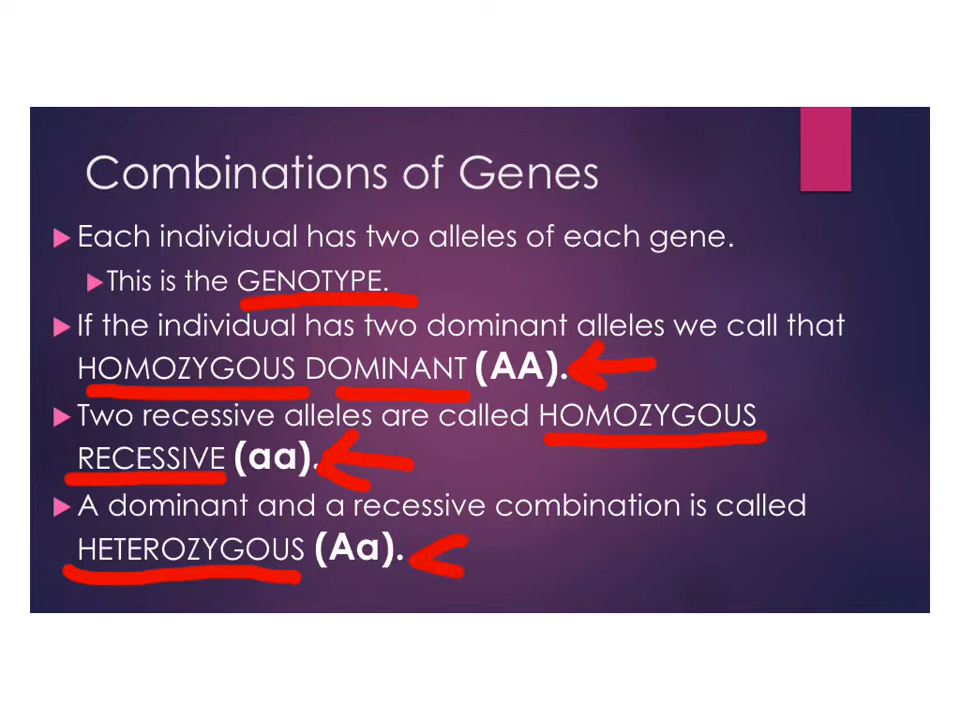 Combinations of Genes
Each individual has two alleles of each gene.
This is the GENOTYPE.
If the individual has two dominant alleles we call that
HOMOZYGOUS DOMINANT (AA).
Two recessive alleles are called HOMOZYGOUS
RECESSIVE (aa).
A dominant and a recessive combination is called
HETEROZYGOUS (Aa).